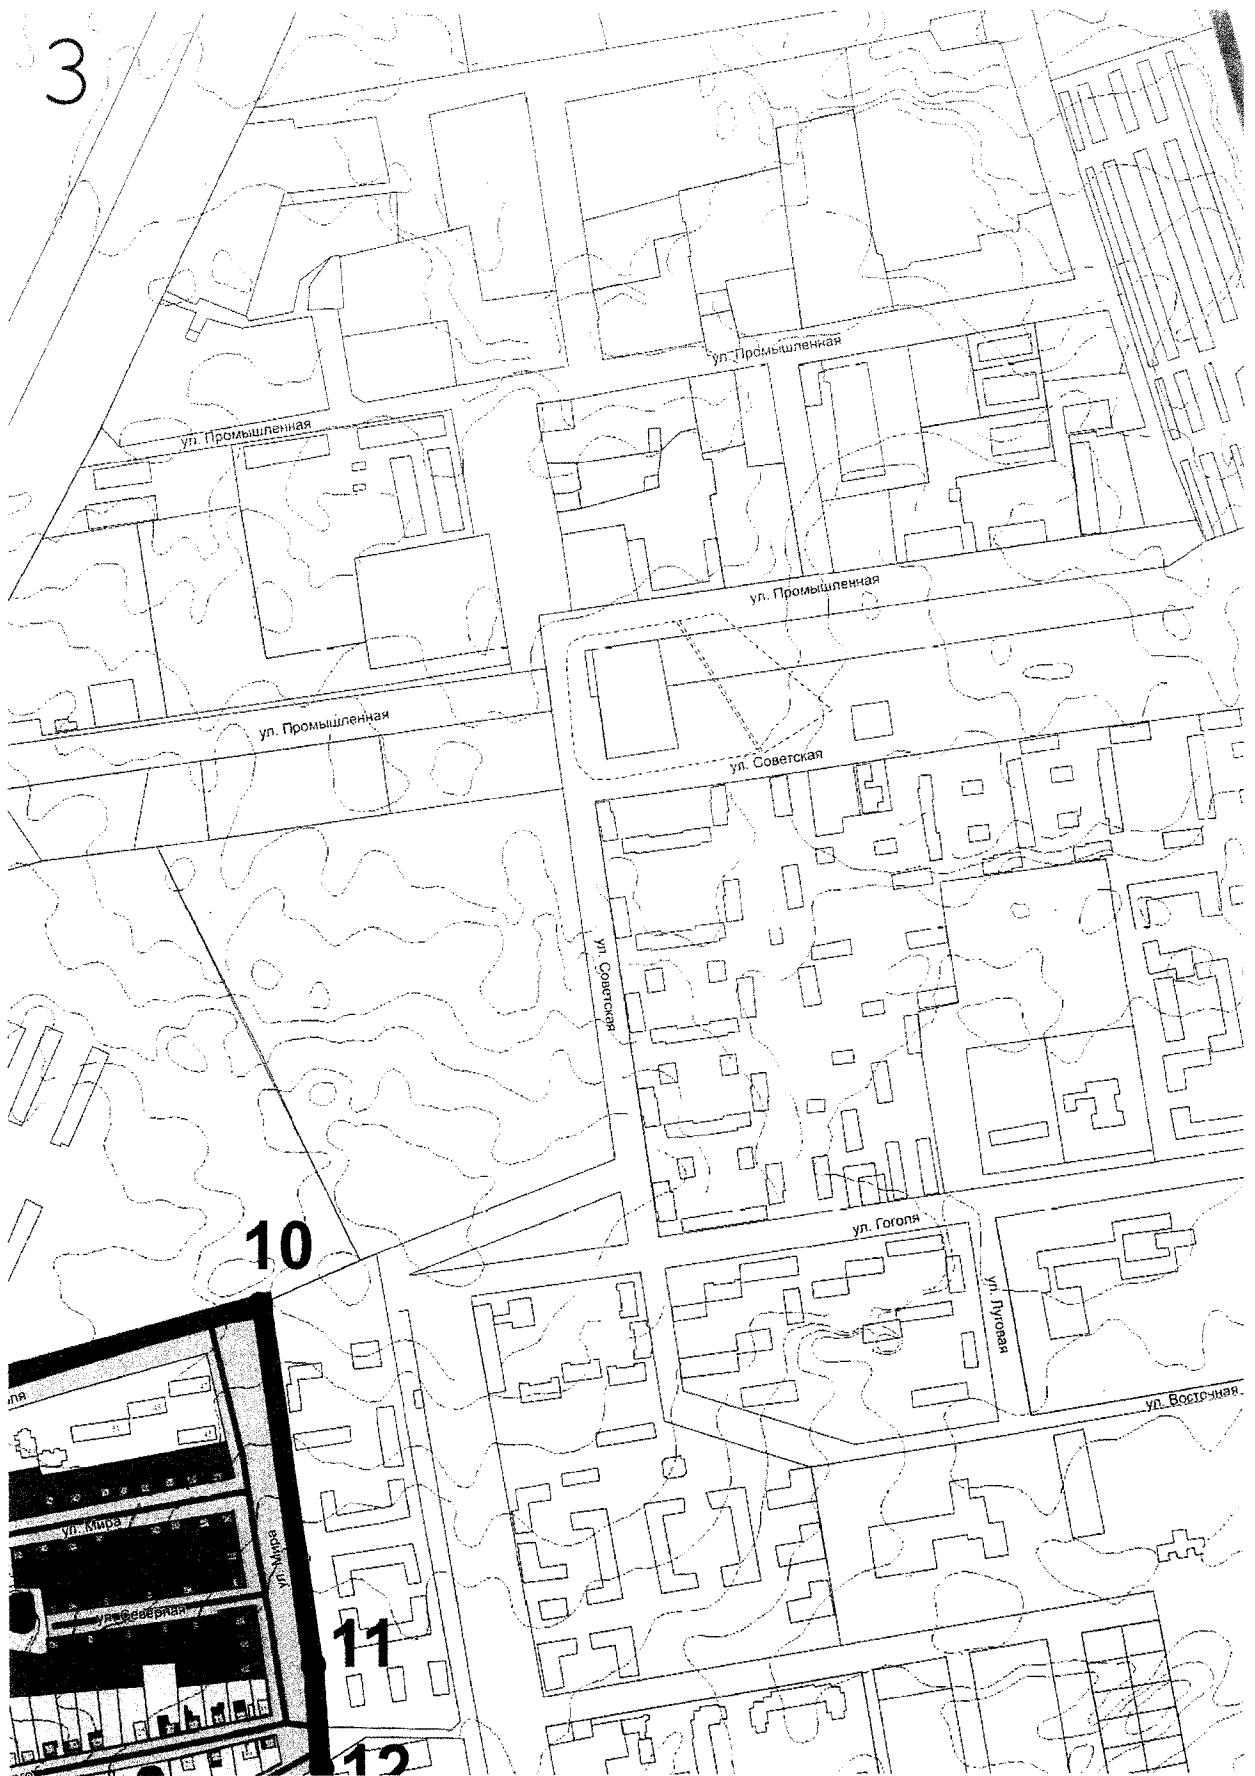 3
ул. Промышленная
ул. Промышленная
ул. Промышленная
ул. Промышленная
ул. Советская
ул. Советская
ул. Гоголя
10
ул. Луговая
ул. Восточная
оля
ул. Мира
ул. Мира
ул. Северная
11
12